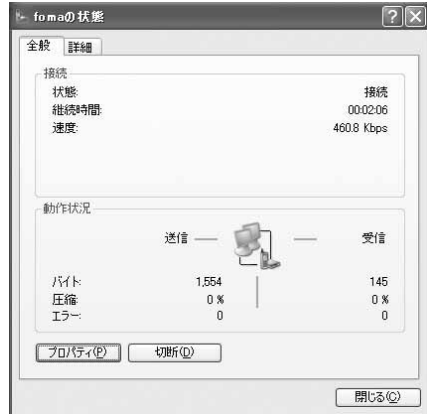 fomaの状態
全般 詳細
接続
状態: 接続
継続時間: 00:02:06
速度: 460.8 Kbps
動作状況
送信 — — 受信
バイト: 1,554 145
圧縮: 0 % 0 %
エラー: 0 0
プロパティ(P) 切断(D)
閉じる(C)